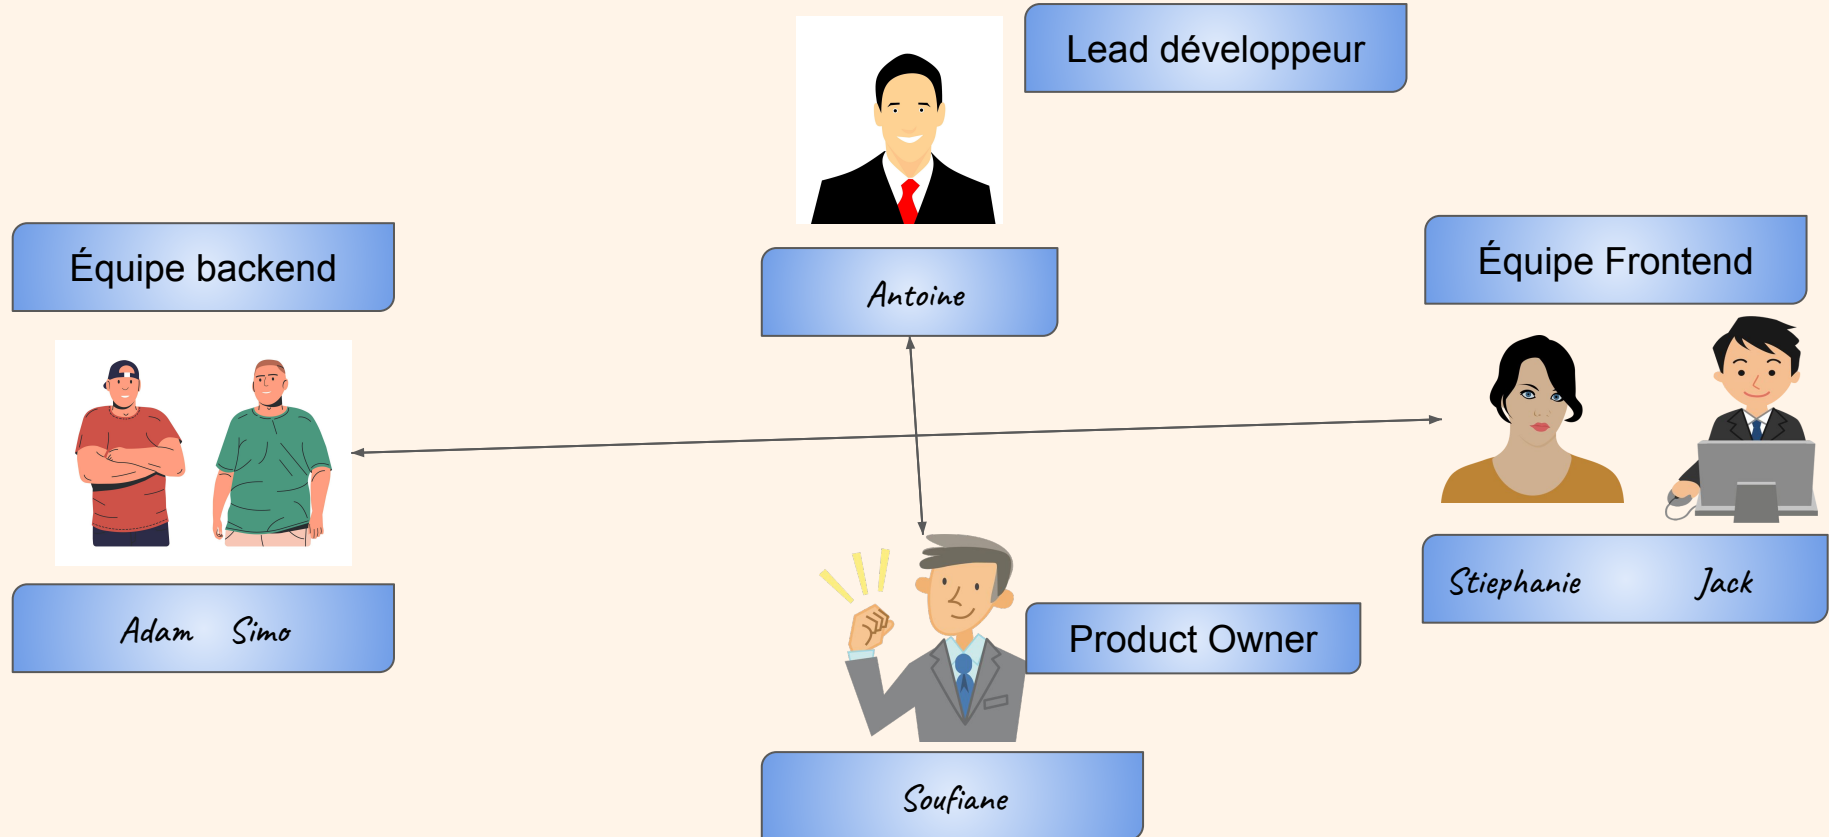 Lead développeur
Antoine
Équipe backend
Adam Simo
Équipe Frontend
Stiephanie Jack
Product Owner
Soufiane